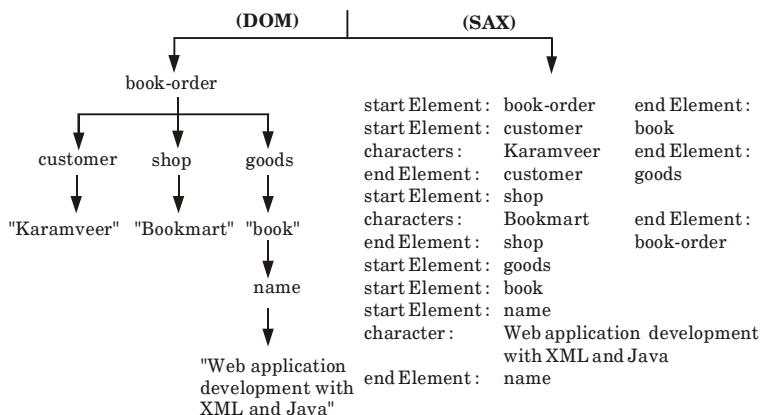 (DOM) (SAX)
book-order
customer shop goods
"Karamveer" "Bookmart" "book"
name
"Web application
development with
XML and Java"
start Element : book-order
start Element : customer
characters : Karamveer
end Element : customer
start Element : shop
characters : Bookmart
end Element : shop
start Element : goods
start Element : book
start Element : name
character : Web application development
with XML and Java
end Element : name
end Element :
book
end Element :
goods
end Element :
book-order